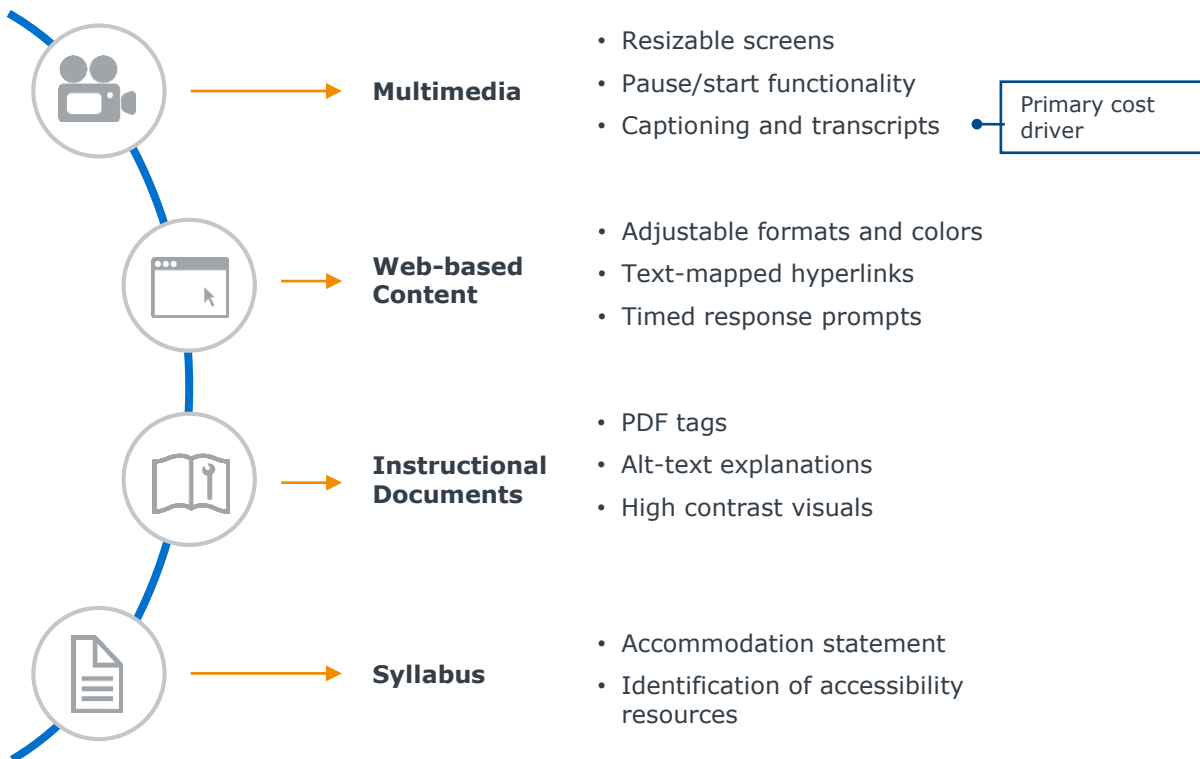 Multimedia
• Resizable screens
• Pause/start functionality
• Captioning and transcripts
Primary cost
driver
Web-based
Content
• Adjustable formats and colors
• Text-mapped hyperlinks
• Timed response prompts
Instructional
Documents
• PDF tags
• Alt-text explanations
• High contrast visuals
Syllabus
• Accommodation statement
• Identification of accessibility
resources